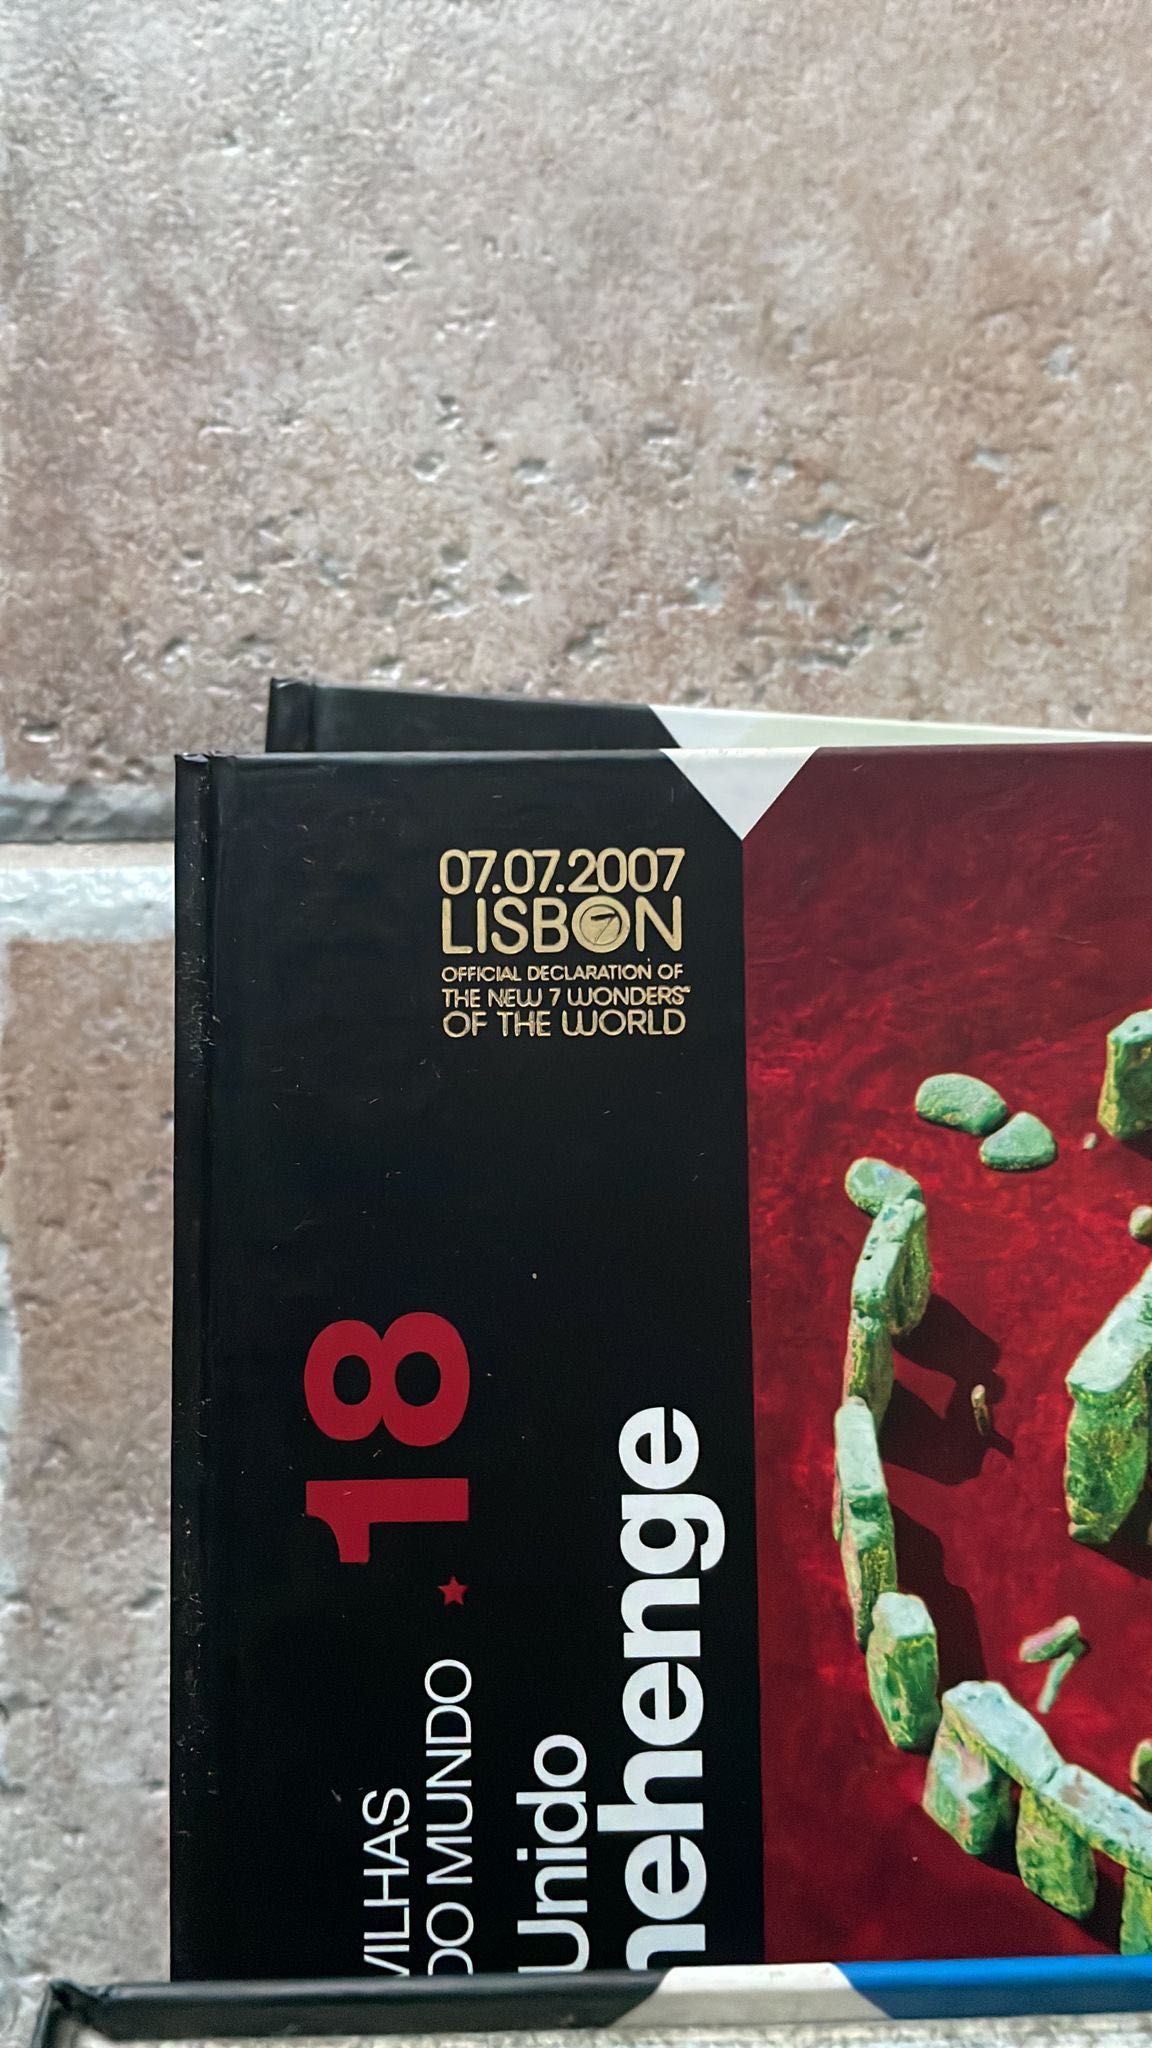 07.07.2007
LISBON
OFFICIAL DECLARATION OF
THE NEW 7 WONDERS™
OF THE WORLD
VILHAS
DO MUNDO ★ 18
Unido
nehenge